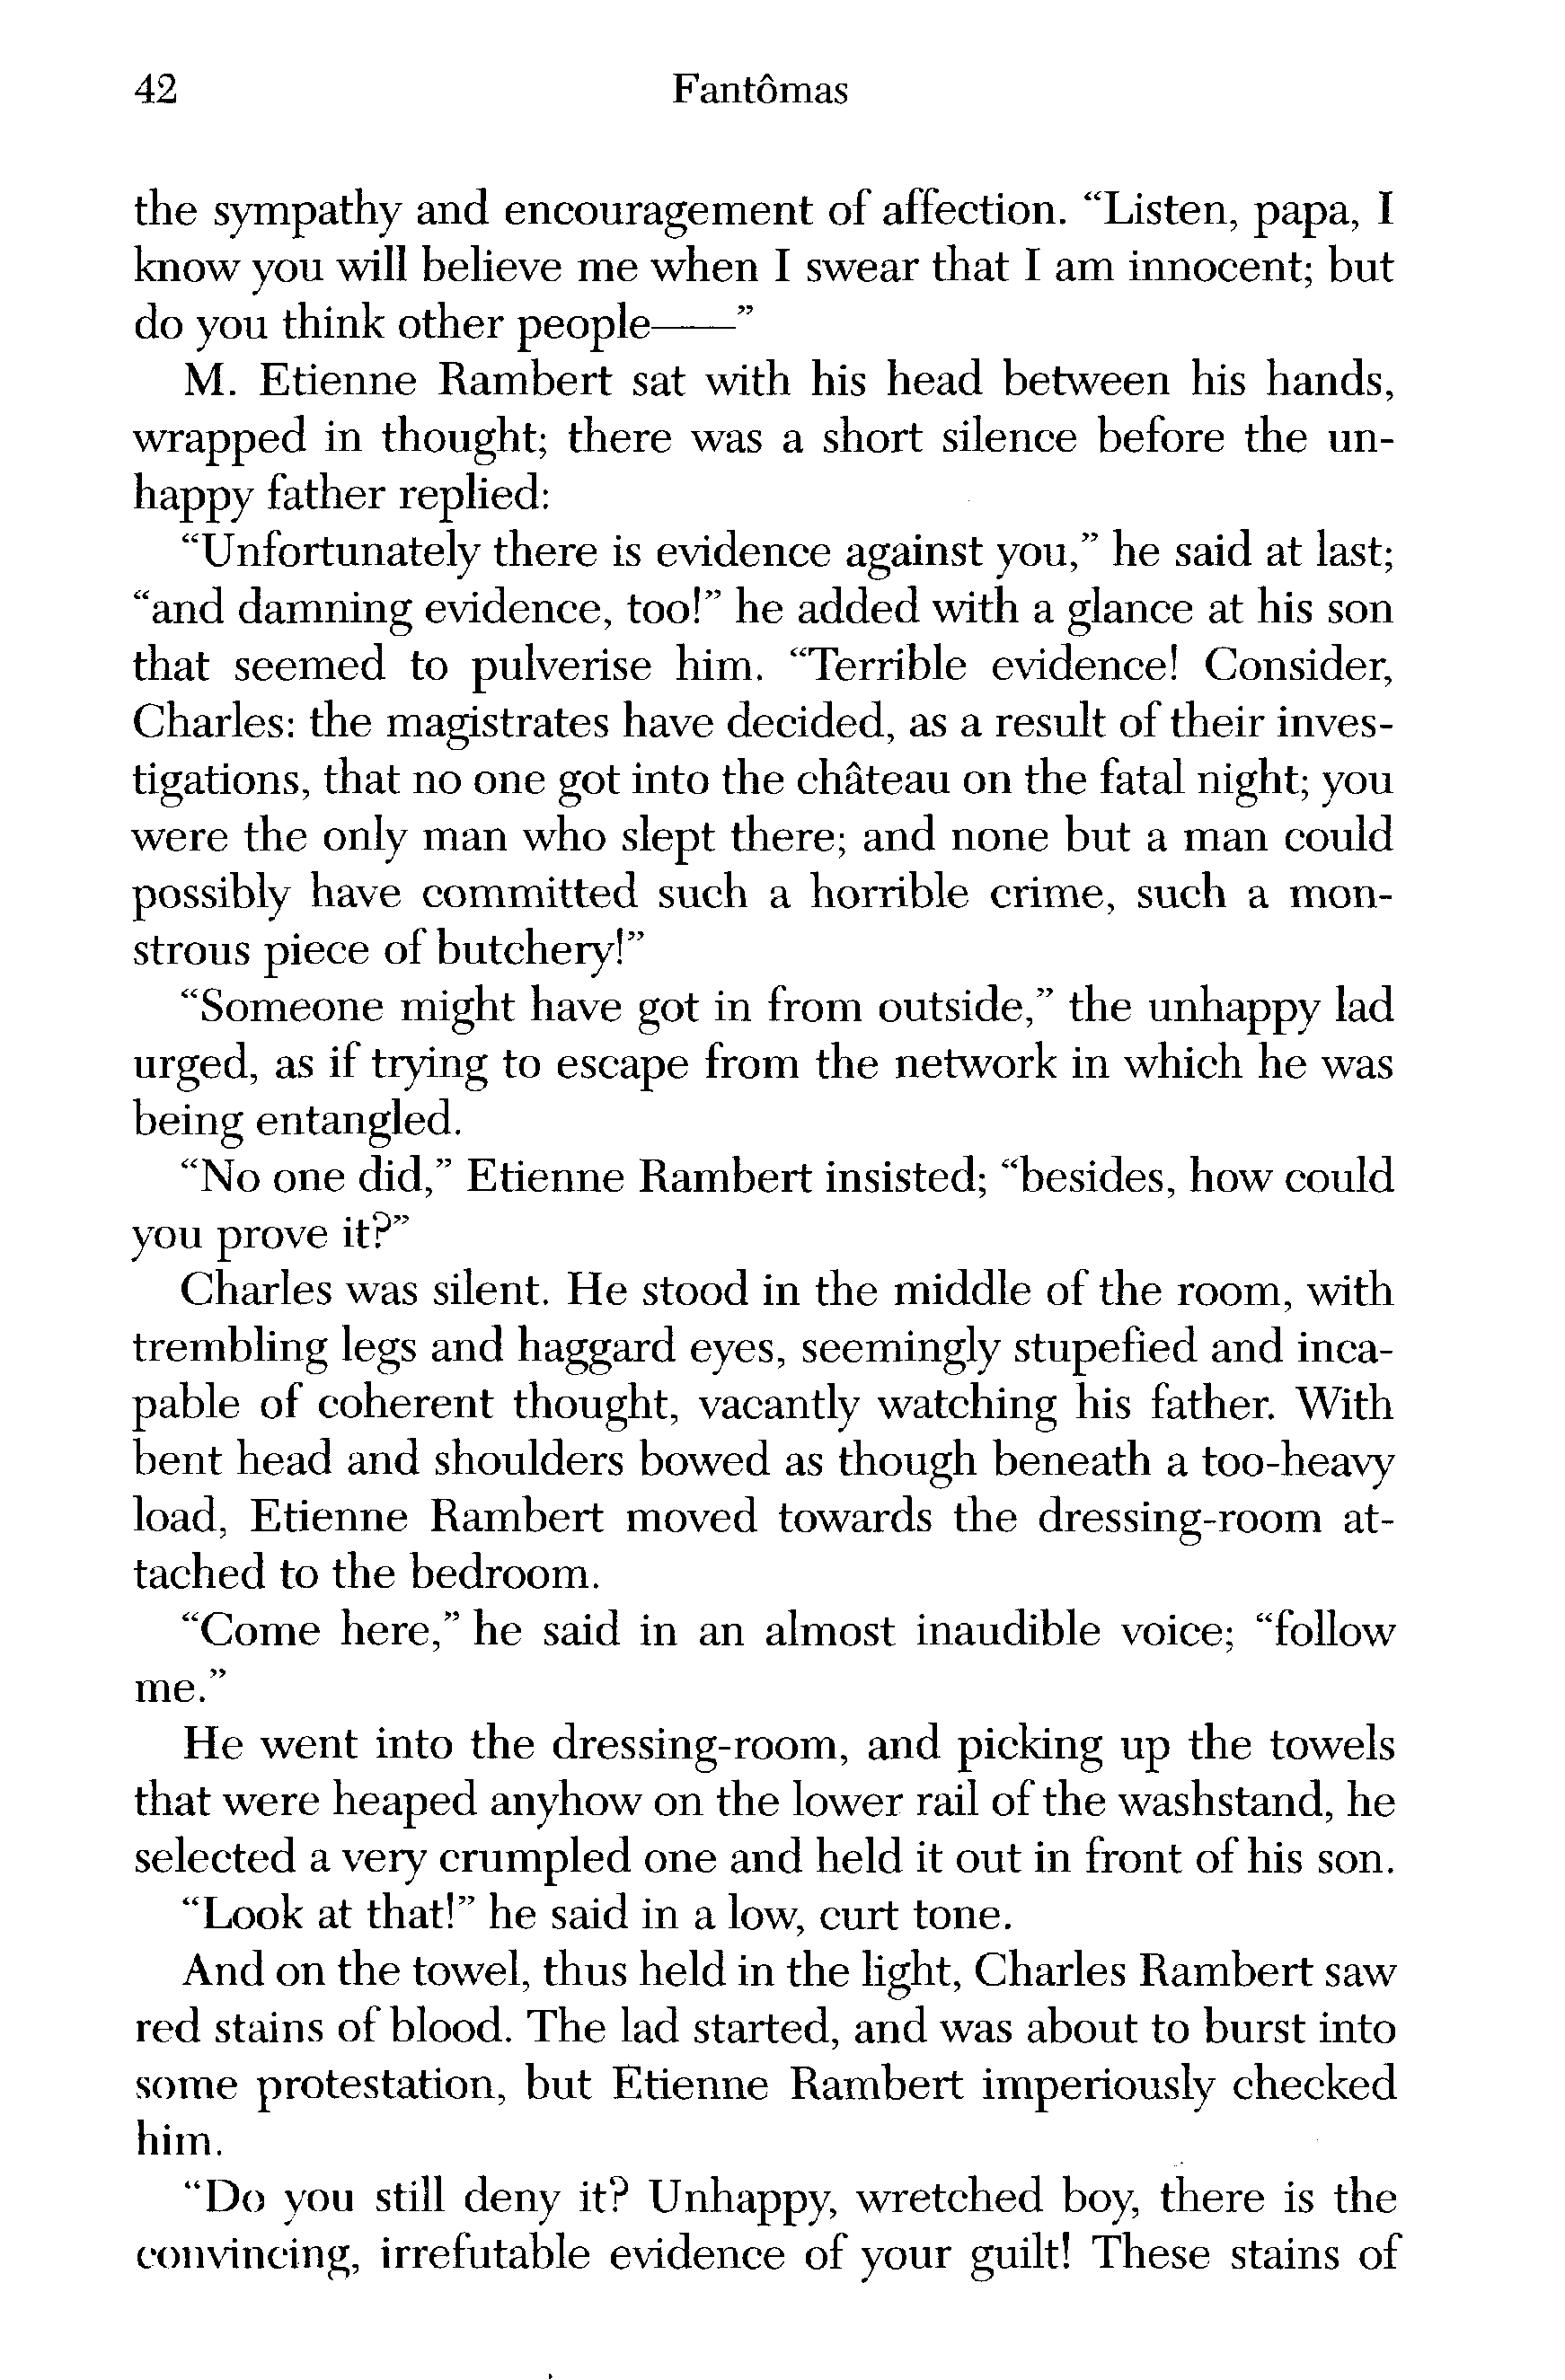 42 Fantômas
the sympathy and encouragement of affection. “Listen, papa, I
know you will believe me when I swear that I am innocent; but
do you think other people——”
M. Etienne Rambert sat with his head between his hands,
wrapped in thought; there was a short silence before the un-
happy father replied:
“Unfortunately there is evidence against you,” he said at last;
“and damning evidence, too!” he added with a glance at his son
that seemed to pulverise him. “Terrible evidence! Consider,
Charles: the magistrates have decided, as a result of their inves-
tigations, that no one got into the château on the fatal night; you
were the only man who slept there; and none but a man could
possibly have committed such a horrible crime, such a mon-
strous piece of butchery!”
“Someone might have got in from outside,” the unhappy lad
urged, as if trying to escape from the network in which he was
being entangled.
“No one did,” Etienne Rambert insisted; “besides, how could
you prove it?”
Charles was silent. He stood in the middle of the room, with
trembling legs and haggard eyes, seemingly stupefied and inca-
pable of coherent thought, vacantly watching his father. With
bent head and shoulders bowed as though beneath a too-heavy
load, Etienne Rambert moved towards the dressing-room at-
tached to the bedroom.
“Come here,” he said in an almost inaudible voice; “follow
me.”
He went into the dressing-room, and picking up the towels
that were heaped anyhow on the lower rail of the washstand, he
selected a very crumpled one and held it out in front of his son.
“Look at that!” he said in a low, curt tone.
And on the towel, thus held in the light, Charles Rambert saw
red stains of blood. The lad started, and was about to burst into
some protestation, but Etienne Rambert imperiously checked
him.
“Do you still deny it? Unhappy, wretched boy, there is the
convincing, irrefutable evidence of your guilt! These stains of